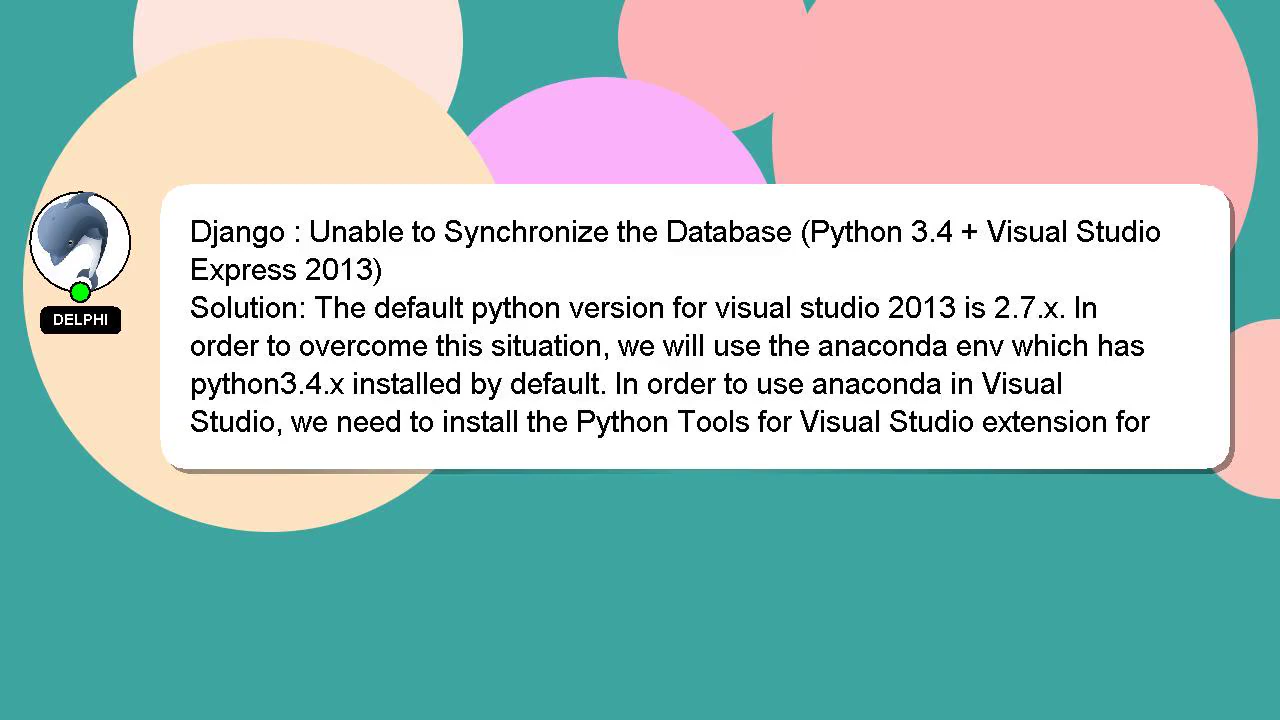 Django : Unable to Synchronize the Database (Python 3.4 + Visual Studio
Express 2013)
Solution: The default python version for visual studio 2013 is 2.7.x. In
order to overcome this situation, we will use the anaconda env which has
python3.4.x installed by default. In order to use anaconda in Visual
Studio, we need to install the Python Tools for Visual Studio extension for
DELPHI